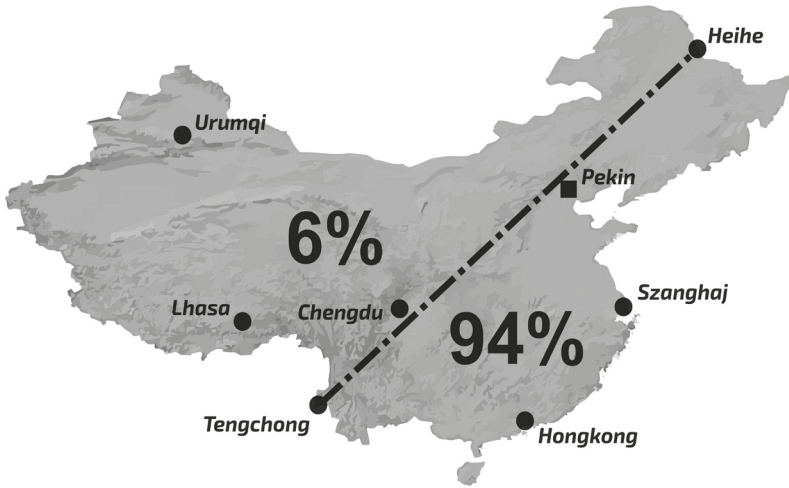 Heihe
Urumqi
Pekin
6%
Szanghaj
Lhasa
Chengdu
94%
Tengchong
Hongkong